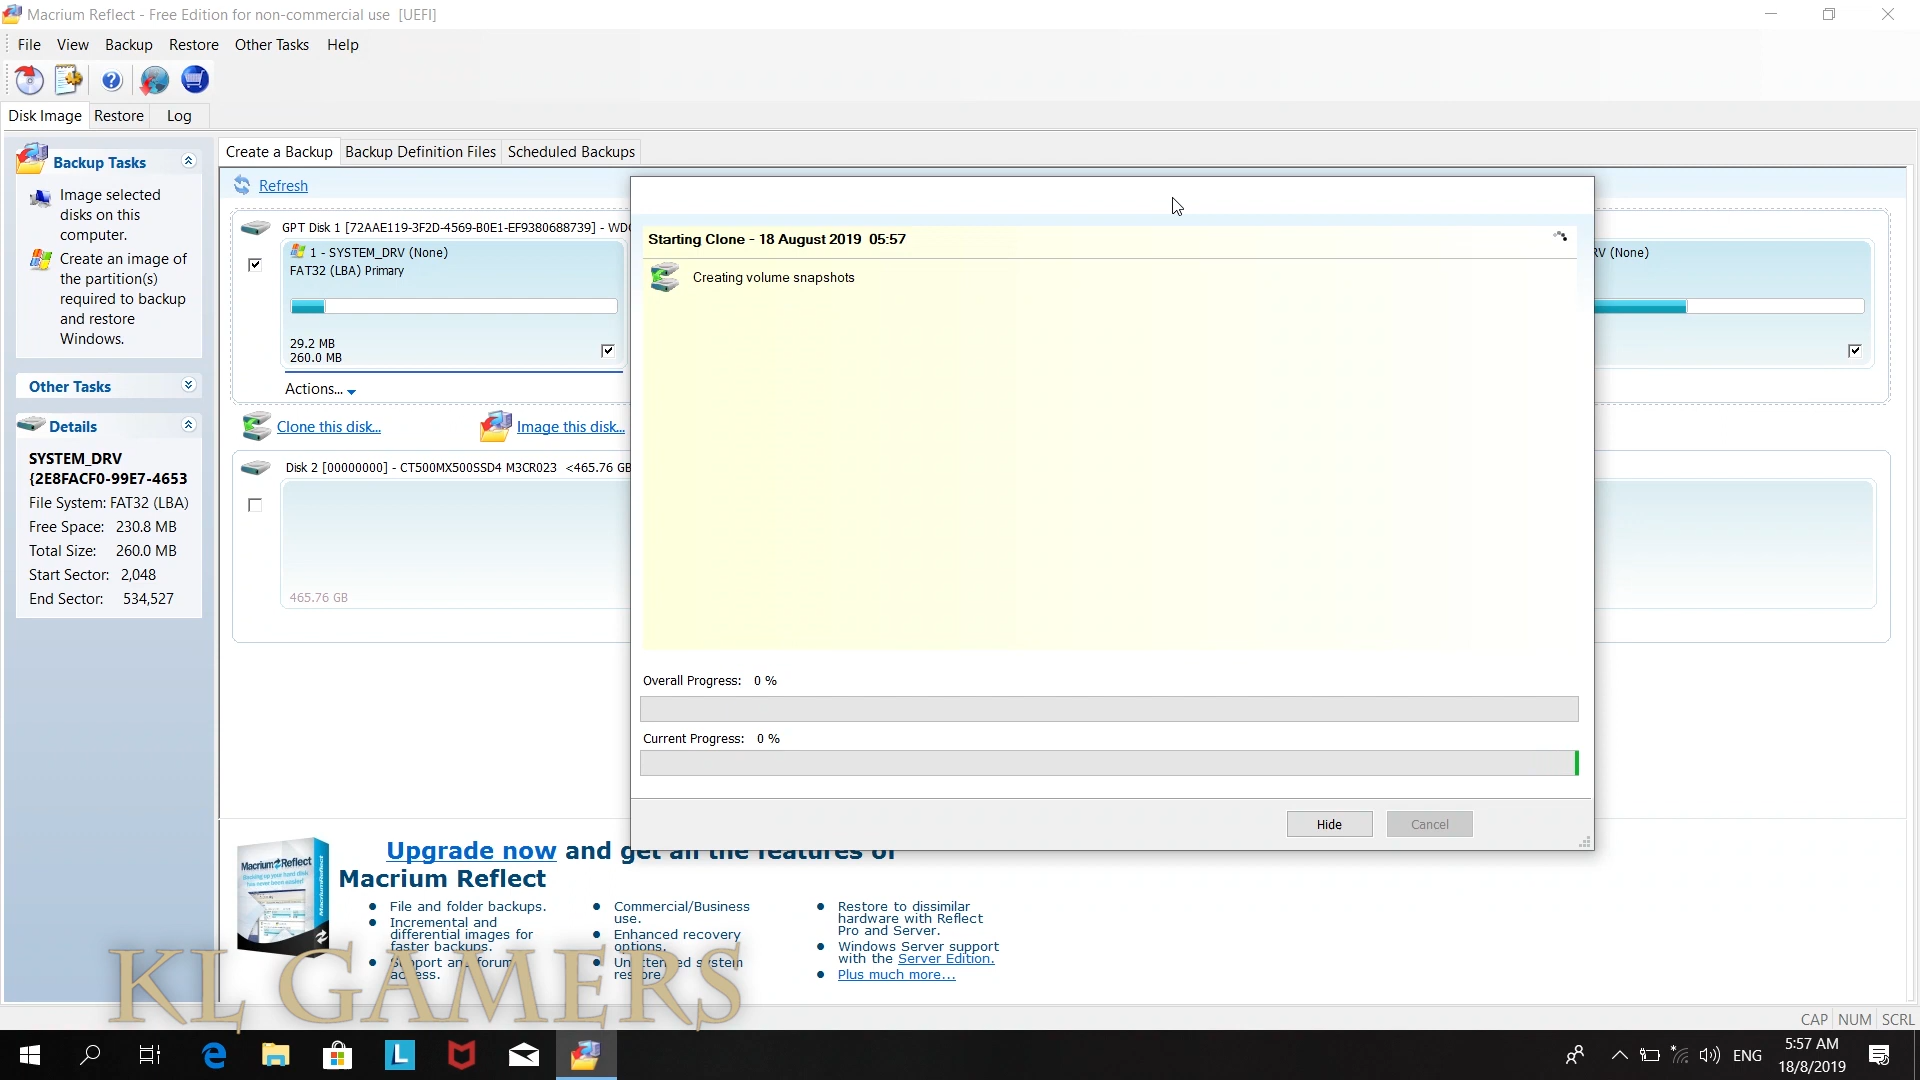 Macrium Reflect - Free Edition for non-commercial use [UEFI]
File View Backup Restore Other Tasks Help
Disk Image Restore Log
Backup Tasks
Image selected
disks on this
computer.
Create an image of
the partition(s)
required to backup
and restore
Windows.
Other Tasks
Details
SYSTEM_DRV
{2E8FACF0-99E7-4653
File System: FAT32 (LBA)
Free Space: 230.8 MB
Total Size: 260.0 MB
Start Sector: 2,048
End Sector: 534,527
Create a Backup Backup Definition Files Scheduled Backups
Refresh
GPT Disk 1 [72AAE119-3F2D-4569-B0E1-EF9380688739] - WD
1 - SYSTEM_DRV (None)
FAT32 (LBA) Primary
29.2 MB
260.0 MB
Actions...
RV (None)
Clone this disk...
Image this disk...
Disk 2 [00000000] - CT500MX500SSD4 M3CR023 <465.76 GB
465.76 GB
Starting Clone - 18 August 2019 05:57
Creating volume snapshots
Overall Progress: 0 %
Current Progress: 0 %
Hide
Cancel
Upgrade now and get all the features of
Macrium Reflect
Macrium Reflect
File and folder backups.
Incremental and
differential images for
faster backups.
Support and forum
access.
Commercial/Business
use.
Enhanced recovery
options.
Unattended system
restore
Restore to dissimilar
hardware with Reflect
Pro and Server.
Windows Server support
with the Server Edition.
Plus much more...
KL GAMERS
CAP NUM SCRL
L
ENG
5:57 AM
18/8/2019